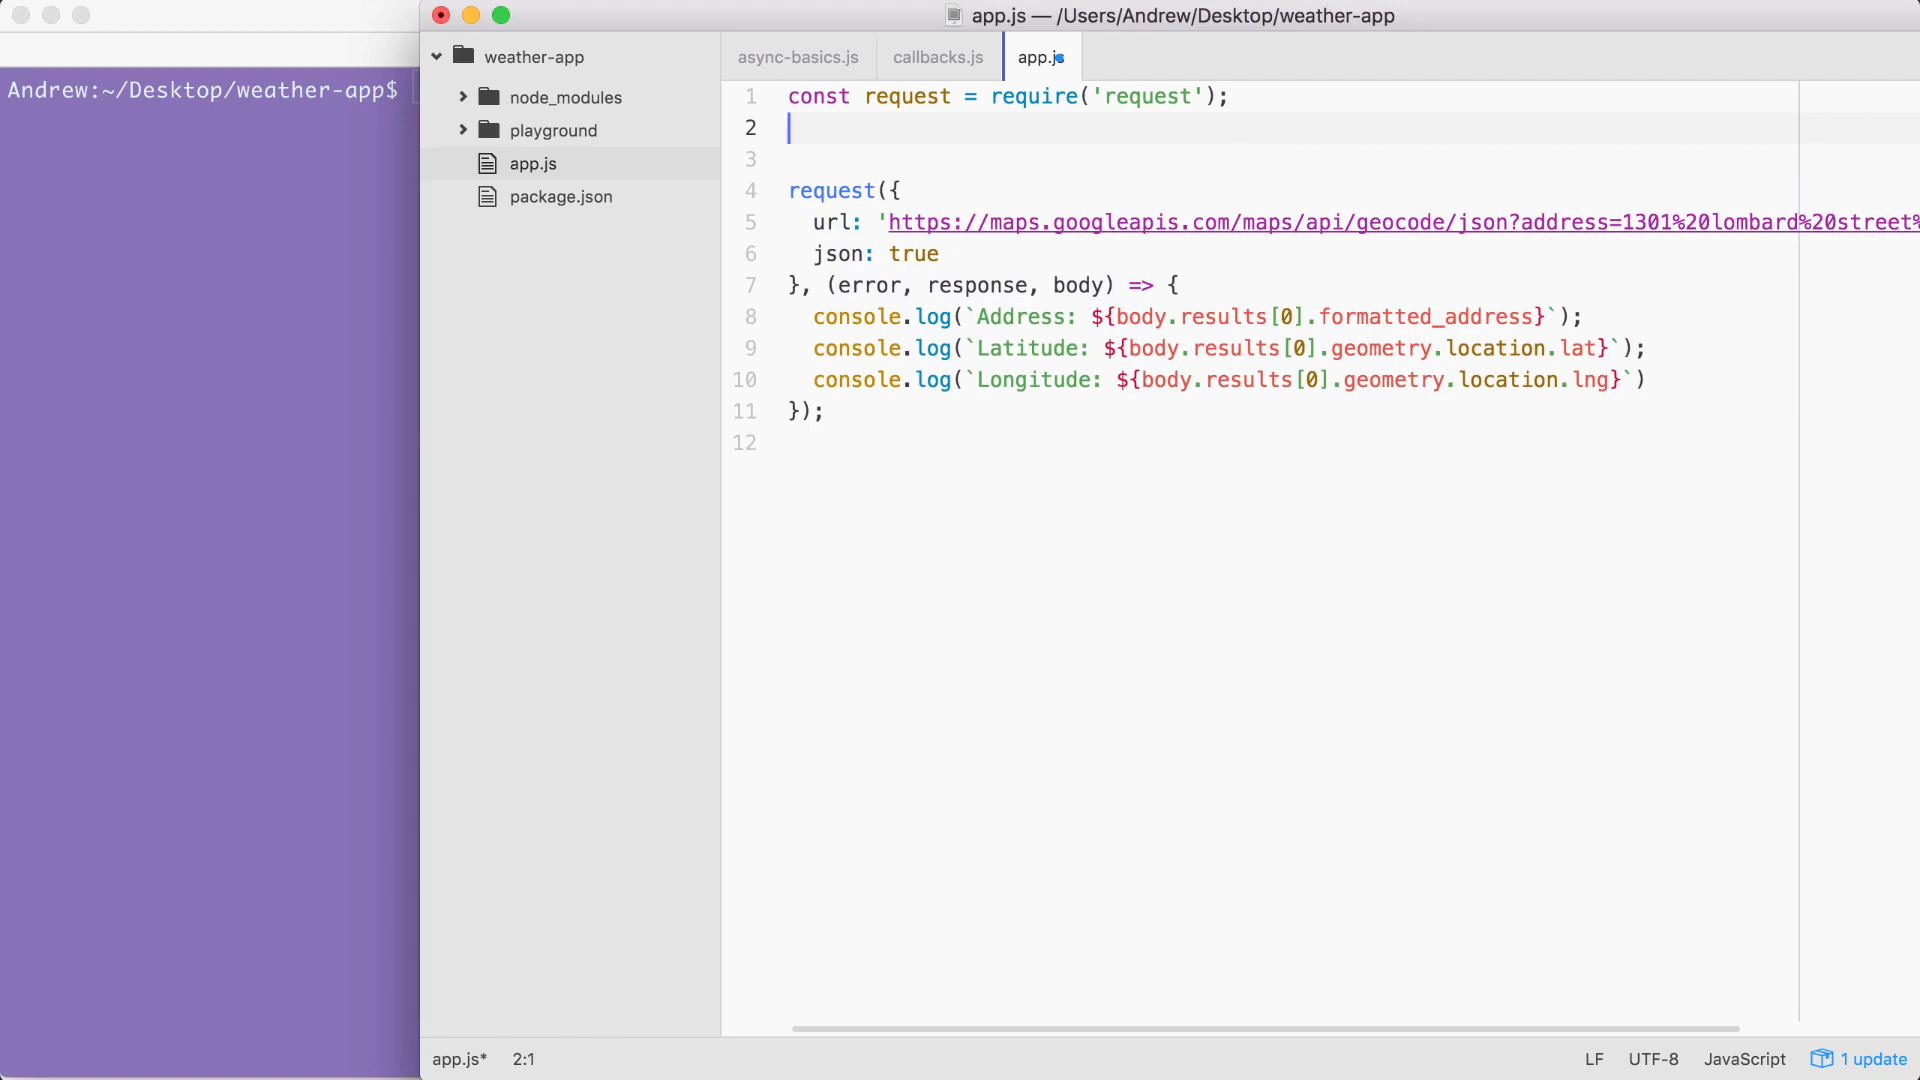 app.js — /Users/Andrew/Desktop/weather-app
Andrew:~/Desktop/weather-app$
weather-app
node_modules
playground
app.js
package.json
async-basics.js
callbacks.js
app.js
1 const request = require('request');
2
3
4 request({
5 url: 'https://maps.googleapis.com/maps/api/geocode/json?address=1301%20lombard%20street%
6 json: true
7 }, (error, response, body) => {
8 console.log(`Address: ${body.results[0].formatted_address}`);
9 console.log(`Latitude: ${body.results[0].geometry.location.lat}`);
10 console.log(`Longitude: ${body.results[0].geometry.location.lng}`)
11 });
12
app.js* 2:1
LF UTF-8 JavaScript 1 update